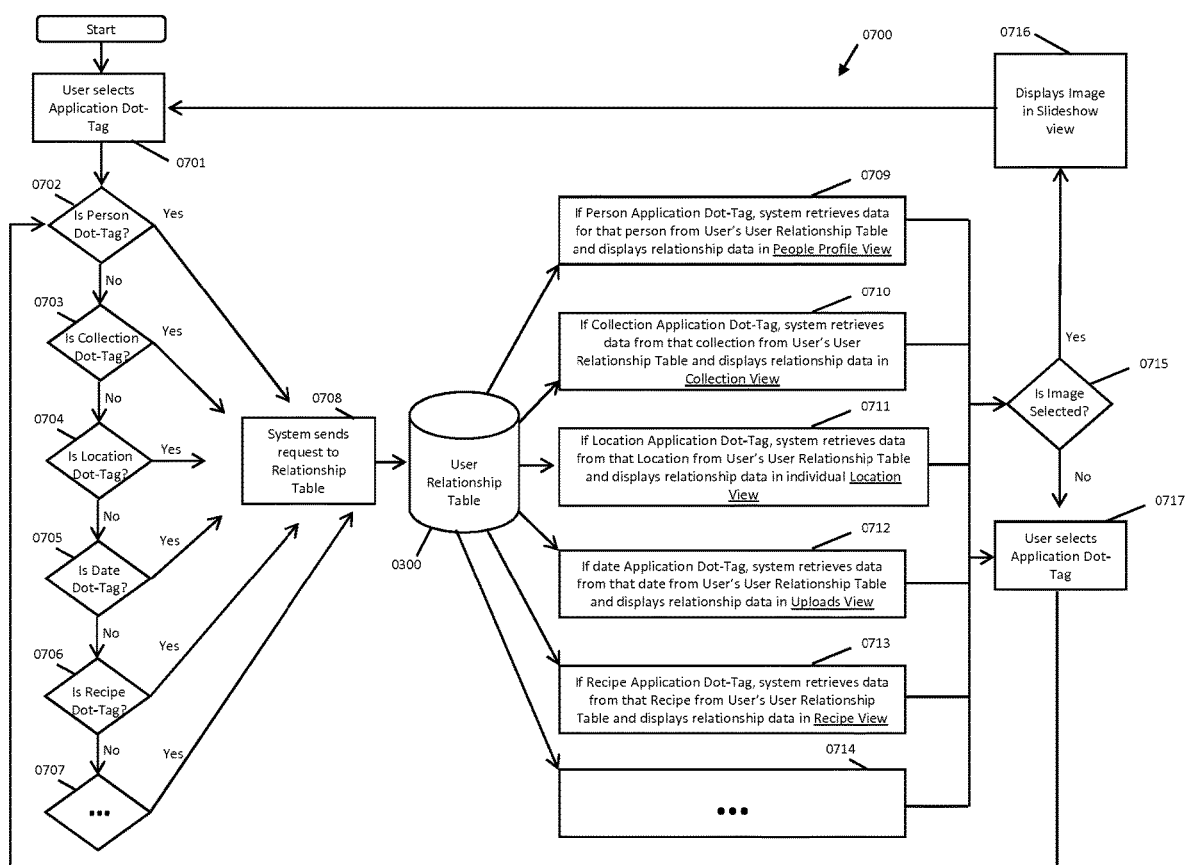 Start
0700
0716
User selects
Application Dot-
Tag
0701
Displays Image
in Slideshow
view
0702
Is Person
Dot-Tag?
Yes
No
0703
Is Collection
Dot-Tag?
Yes
No
0704
Is Location
Dot-Tag?
Yes
No
0705
Is Date
Dot-Tag?
Yes
No
0706
Is Recipe
Dot-Tag?
Yes
No
0707
...
Yes
0708
System sends
request to
Relationship
Table
User
Relationship
Table
0300
0709
If Person Application Dot-Tag, system retrieves data
for that person from User's User Relationship Table
and displays relationship data in People Profile View
0710
If Collection Application Dot-Tag, system retrieves
data from that collection from User's User
Relationship Table and displays relationship data in
Collection View
0711
If Location Application Dot-Tag, system retrieves data
from that Location from User's User Relationship Table
and displays relationship data in individual Location
View
0712
If date Application Dot-Tag, system retrieves data
from that date from User's User Relationship Table
and displays relationship data in Uploads View
0713
If Recipe Application Dot-Tag, system retrieves data
from that Recipe from User's User Relationship
Table and displays relationship data in Recipe View
0714
...
Yes
0715
Is Image
Selected?
No
0717
User selects
Application Dot-
Tag